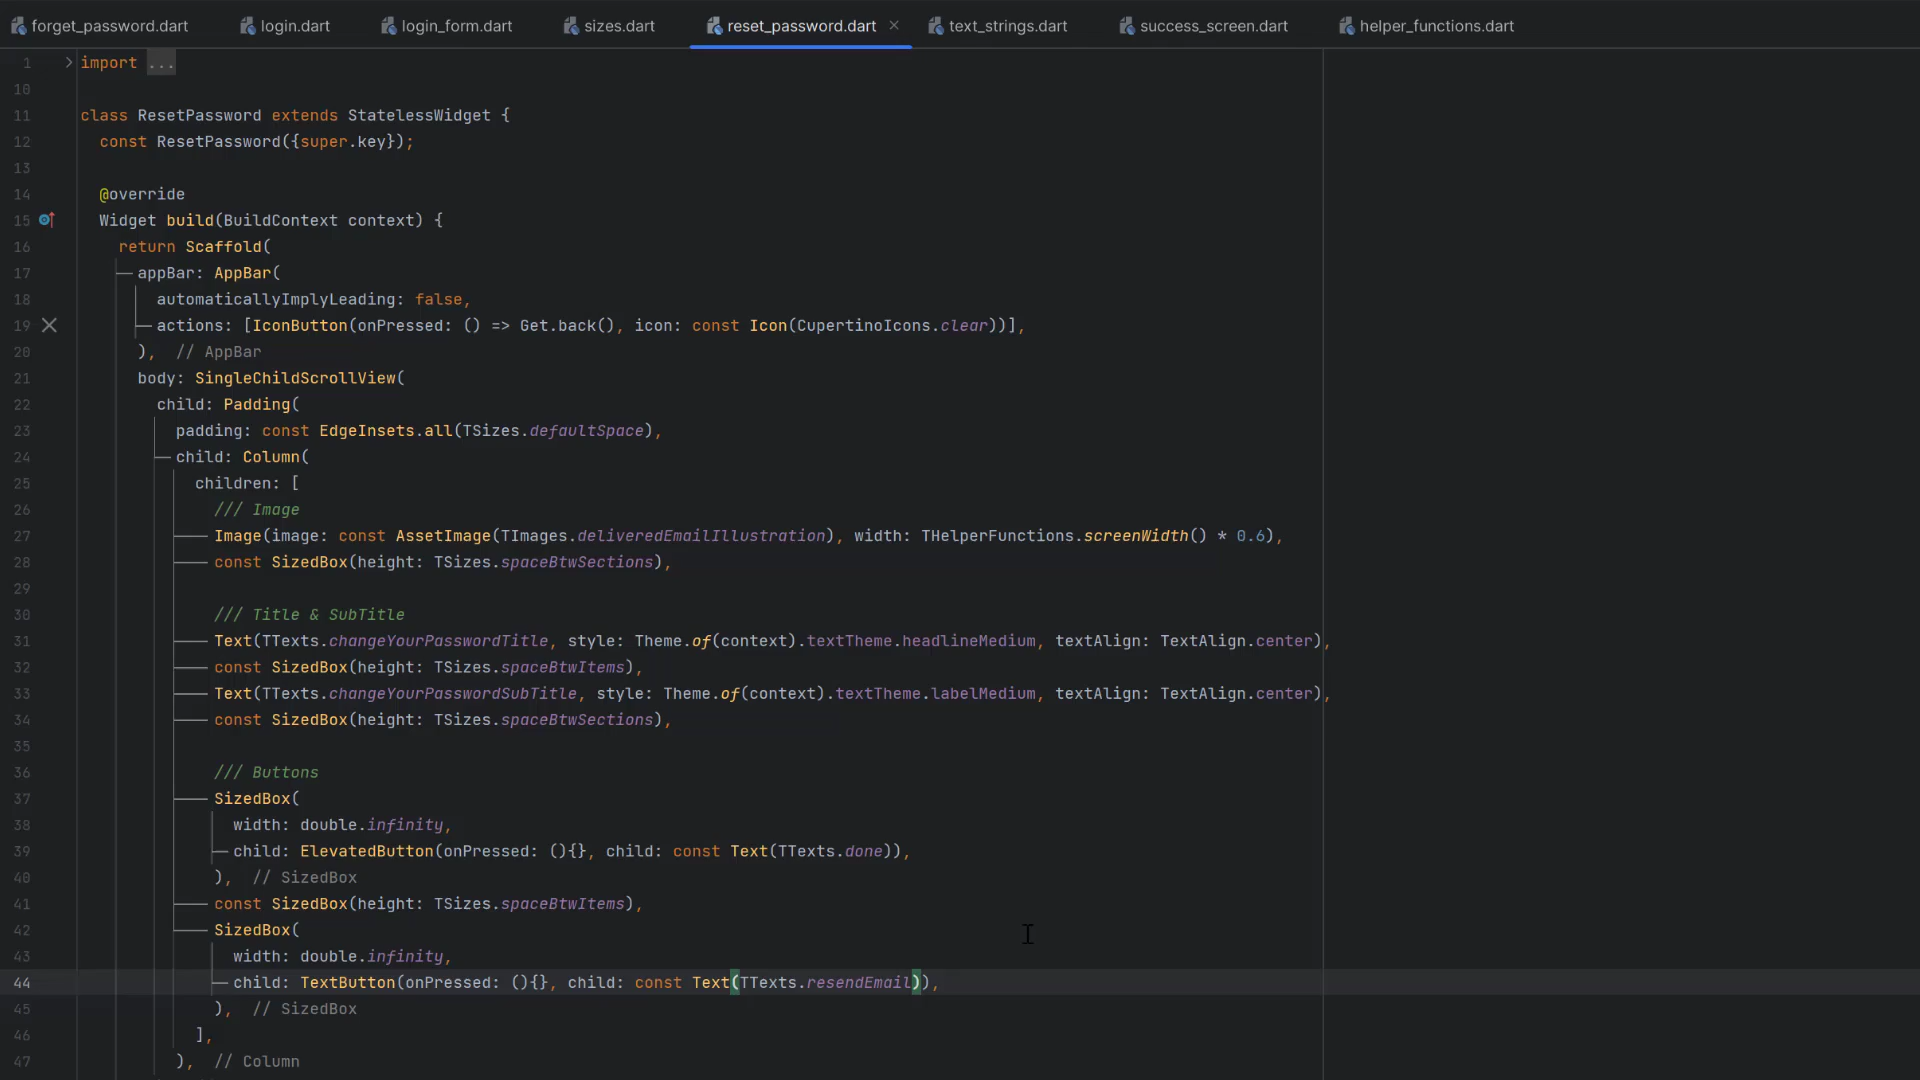 forget_password.dart login.dart login_form.dart sizes.dart reset_password.dart text_strings.dart success_screen.dart helper_functions.dart
1 import ...
10
11 class ResetPassword extends StatelessWidget {
12 const ResetPassword({super.key});
13
14 @override
15 Widget build(BuildContext context) {
16 return Scaffold(
17 appBar: AppBar(
18 automaticallyImplyLeading: false,
19 actions: [IconButton(onPressed: () => Get.back(), icon: const Icon(CupertinoIcons.clear))],
20 ), // AppBar
21 body: SingleChildScrollView(
22 child: Padding(
23 padding: const EdgeInsets.all(TSizes.defaultSpace),
24 child: Column(
25 children: [
26 /// Image
27 Image(image: const AssetImage(TImages.deliveredEmailIllustration), width: THelperFunctions.screenWidth() * 0.6),
28 const SizedBox(height: TSizes.spaceBtwSections),
29
30 /// Title & SubTitle
31 Text(TTexts.changeYourPasswordTitle, style: Theme.of(context).textTheme.headlineMedium, textAlign: TextAlign.center),
32 const SizedBox(height: TSizes.spaceBtwItems),
33 Text(TTexts.changeYourPasswordSubTitle, style: Theme.of(context).textTheme.labelMedium, textAlign: TextAlign.center),
34 const SizedBox(height: TSizes.spaceBtwSections),
35
36 /// Buttons
37 SizedBox(
38 width: double.infinity,
39 child: ElevatedButton(onPressed: (){}, child: const Text(TTexts.done)),
40 ), // SizedBox
41 const SizedBox(height: TSizes.spaceBtwItems),
42 SizedBox(
43 width: double.infinity,
44 child: TextButton(onPressed: (){}, child: const Text(TTexts.resendEmail)),
45 ), // SizedBox
46 ],
47 ), // Column